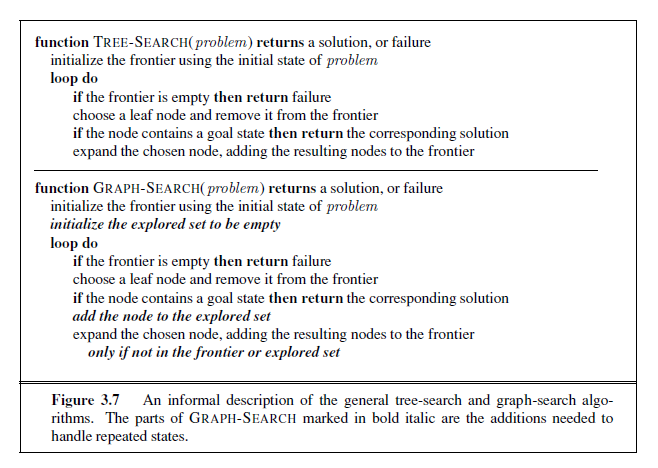 function TREE-SEARCH(problem) returns a solution, or failure
initialize the frontier using the initial state of problem
loop do
if the frontier is empty then return failure
choose a leaf node and remove it from the frontier
if the node contains a goal state then return the corresponding solution
expand the chosen node, adding the resulting nodes to the frontier
function GRAPH-SEARCH(problem) returns a solution, or failure
initialize the frontier using the initial state of problem
initialize the explored set to be empty
loop do
if the frontier is empty then return failure
choose a leaf node and remove it from the frontier
if the node contains a goal state then return the corresponding solution
add the node to the explored set
expand the chosen node, adding the resulting nodes to the frontier
only if not in the frontier or explored set
Figure 3.7 An informal description of the general tree-search and graph-search algo-
rithms. The parts of GRAPH-SEARCH marked in bold italic are the additions needed to
handle repeated states.